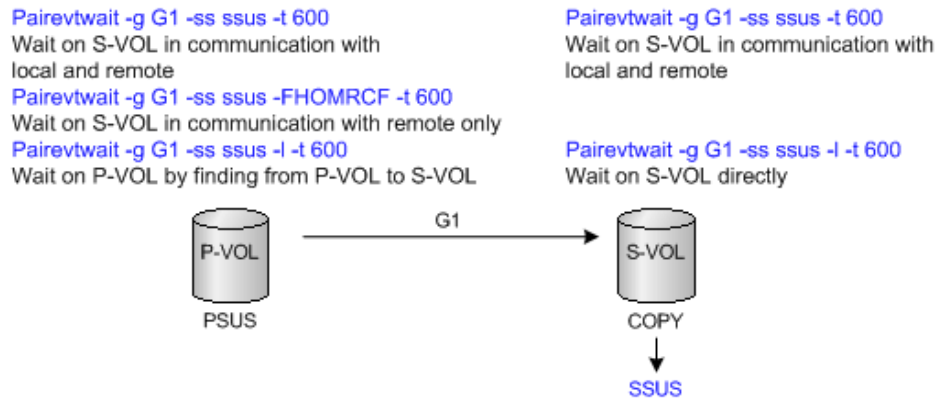 Pairevtwait -g G1 -ss ssus -t 600
Wait on S-VOL in communication with
local and remote
Pairevtwait -g G1 -ss ssus -FHOMRCF -t 600
Wait on S-VOL in communication with remote only
Pairevtwait -g G1 -ss ssus -l -t 600
Wait on P-VOL by finding from P-VOL to S-VOL
Pairevtwait -g G1 -ss ssus -t 600
Wait on S-VOL in communication with
local and remote
Pairevtwait -g G1 -ss ssus -l -t 600
Wait on S-VOL directly
G1
P-VOL
S-VOL
PSUS
COPY
SSUS